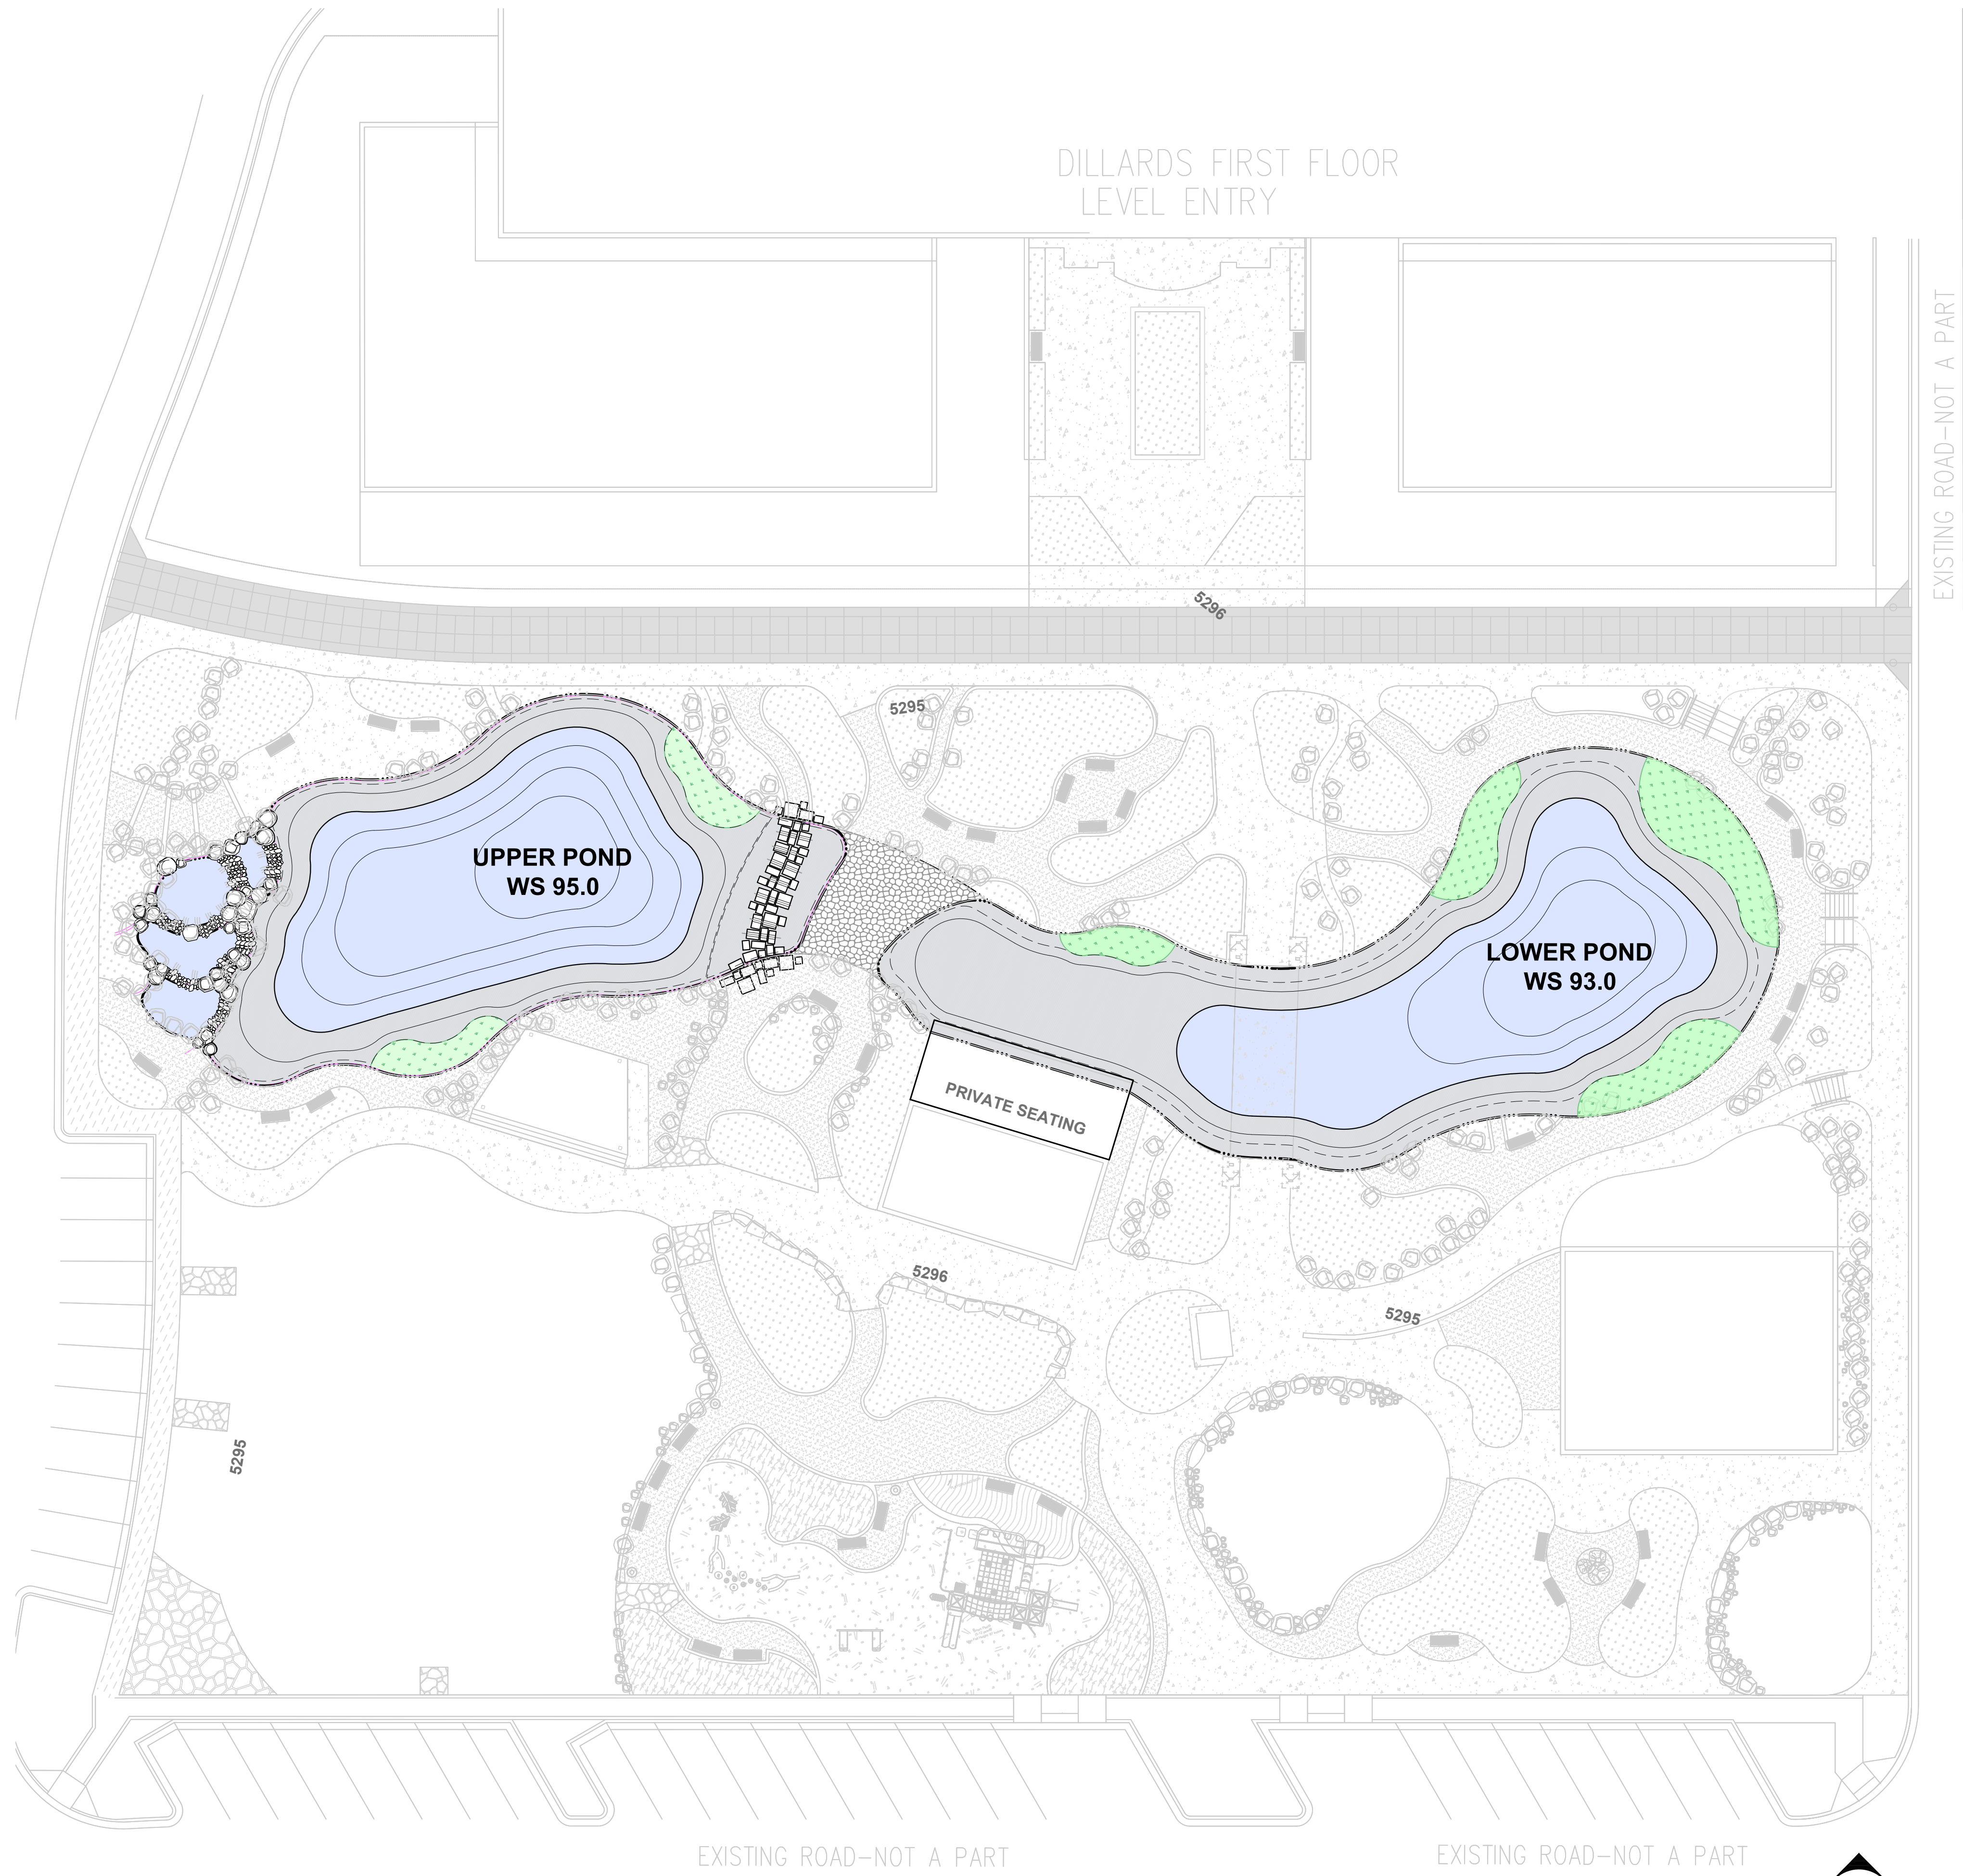 DILLARDS FIRST FLOOR
LEVEL ENTRY
EXISTING ROAD-NOT A PART
5296
5295
UPPER POND
WS 95.0
LOWER POND
WS 93.0
PRIVATE SEATING
5296
5295
5295
EXISTING ROAD-NOT A PART
EXISTING ROAD-NOT A PART